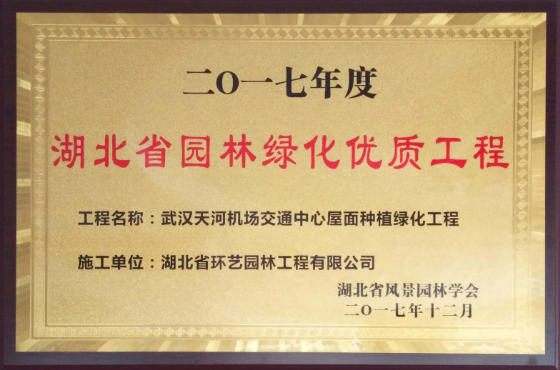 二〇一七年度
湖北省园林绿化优质工程
工程名称：武汉天河机场交通中心屋面种植绿化工程
施工单位：湖北省环艺园林工程有限公司
湖北省风景园林学会
二〇一七年十二月